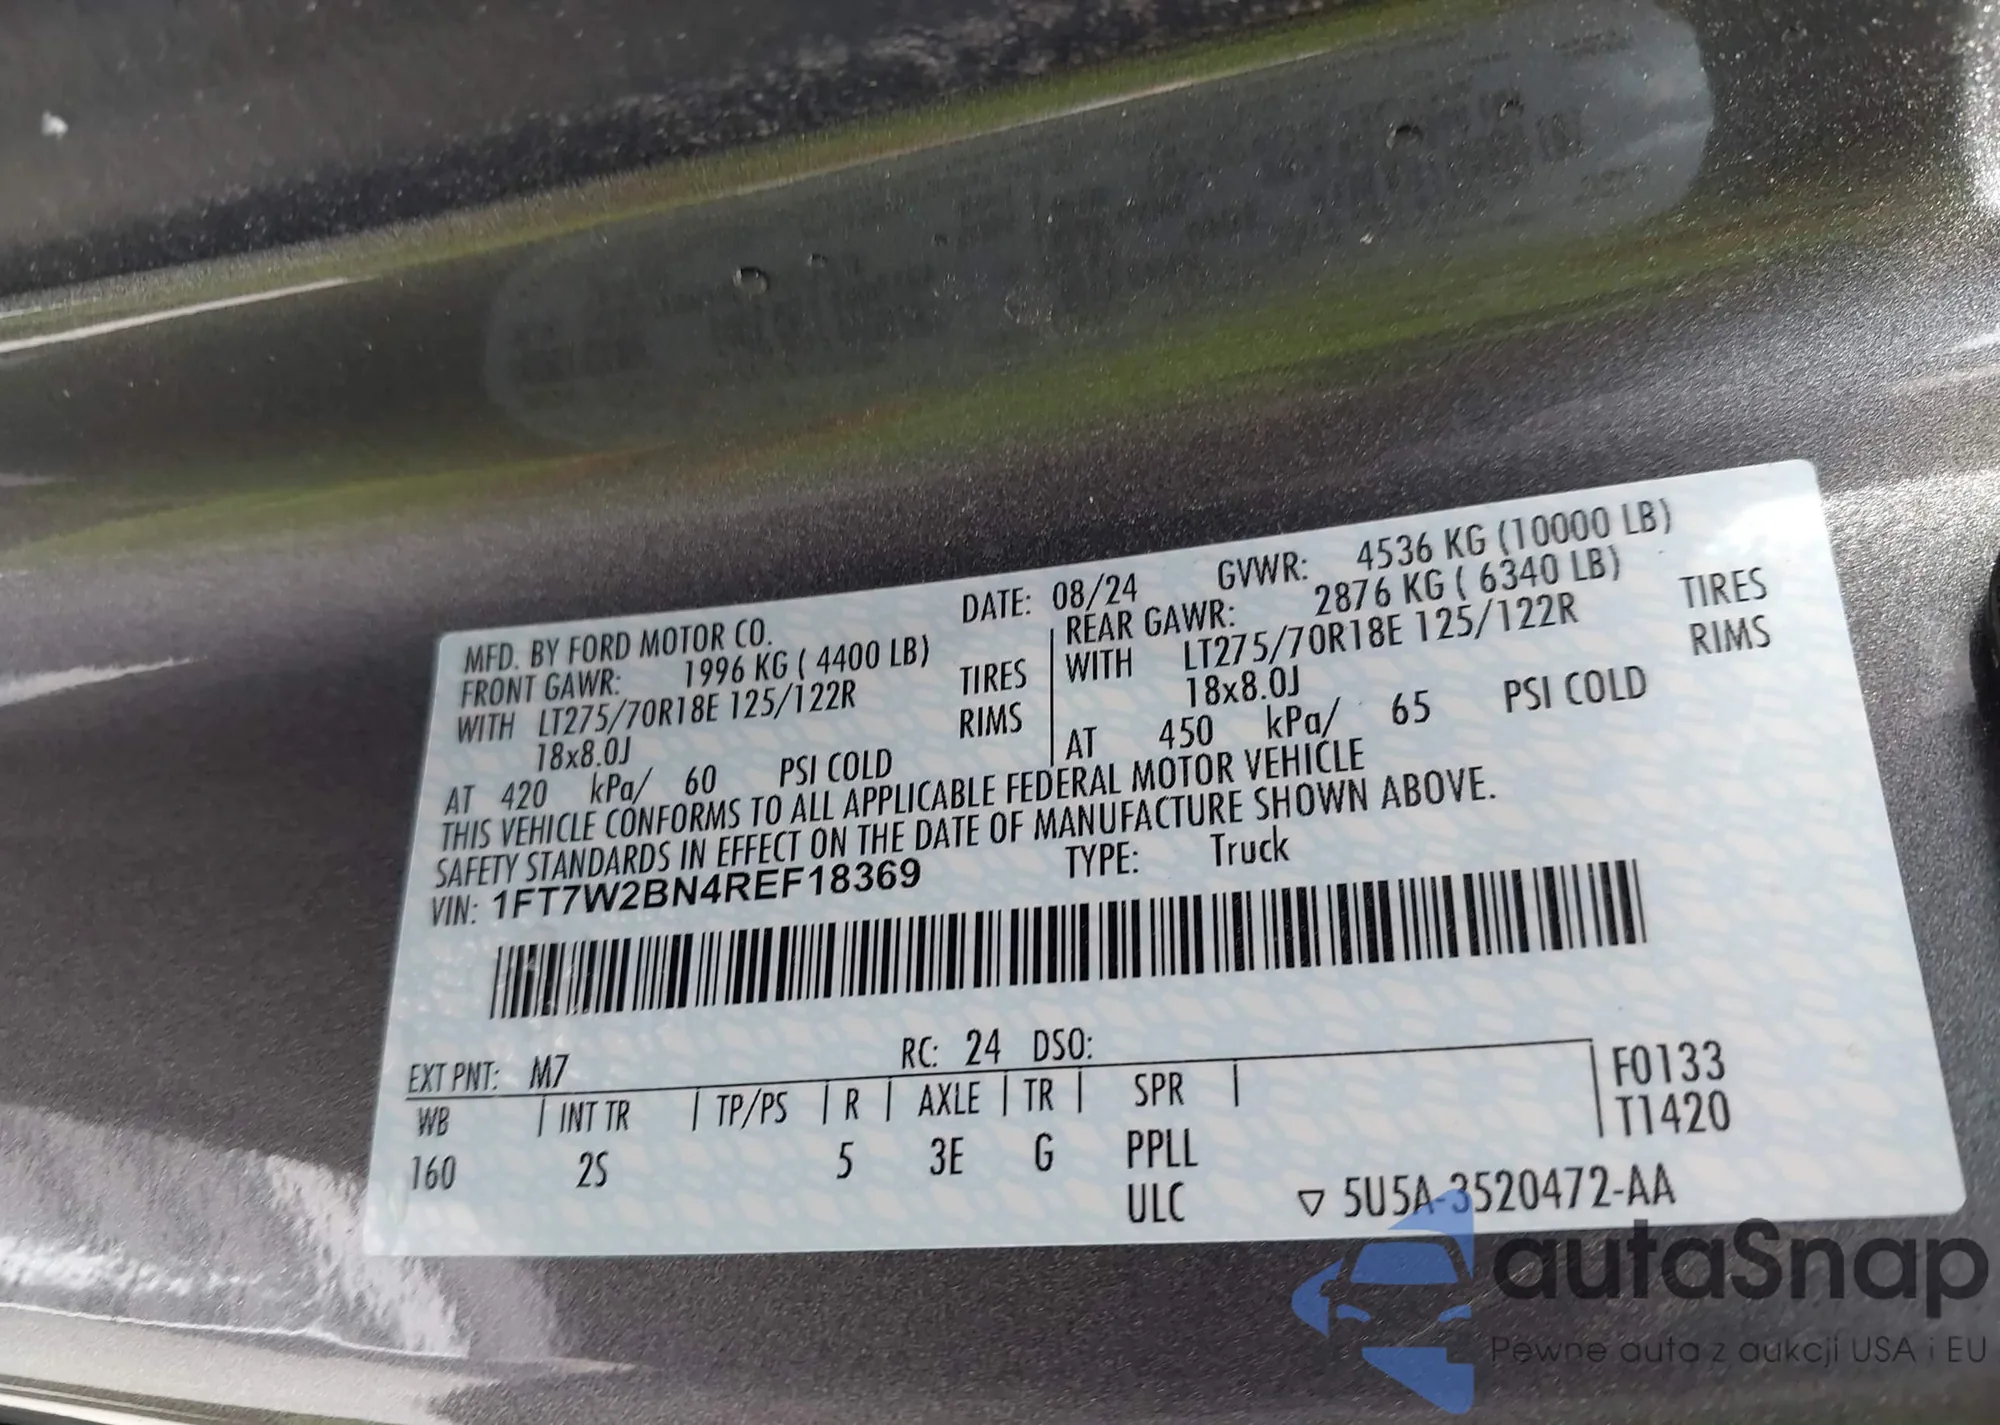 MFD. BY FORD MOTOR CO. DATE: 08/24 GVWR: 4536 KG (10000 LB)
FRONT GAWR: 1996 KG ( 4400 LB) REAR GAWR: 2876 KG ( 6340 LB)
WITH LT275/70R18E 125/122R TIRES WITH LT275/70R18E 125/122R TIRES
18x8.0J RIMS 18x8.0J RIMS
AT 420 kPa/ 60 PSI COLD AT 450 kPa/ 65 PSI COLD
THIS VEHICLE CONFORMS TO ALL APPLICABLE FEDERAL MOTOR VEHICLE
SAFETY STANDARDS IN EFFECT ON THE DATE OF MANUFACTURE SHOWN ABOVE.
VIN: 1FT7W2BN4REF18369 TYPE: Truck
EXT PNT: M7 RC: 24 DSO:
WB | INT TR | TP/PS | R | AXLE | TR | SPR | F0133
T1420
160 2S 5 3E G PPLL
ULC ▽ 5U5A-3520472-AA
autaSnap
Pewne auta z aukcji USA i EU